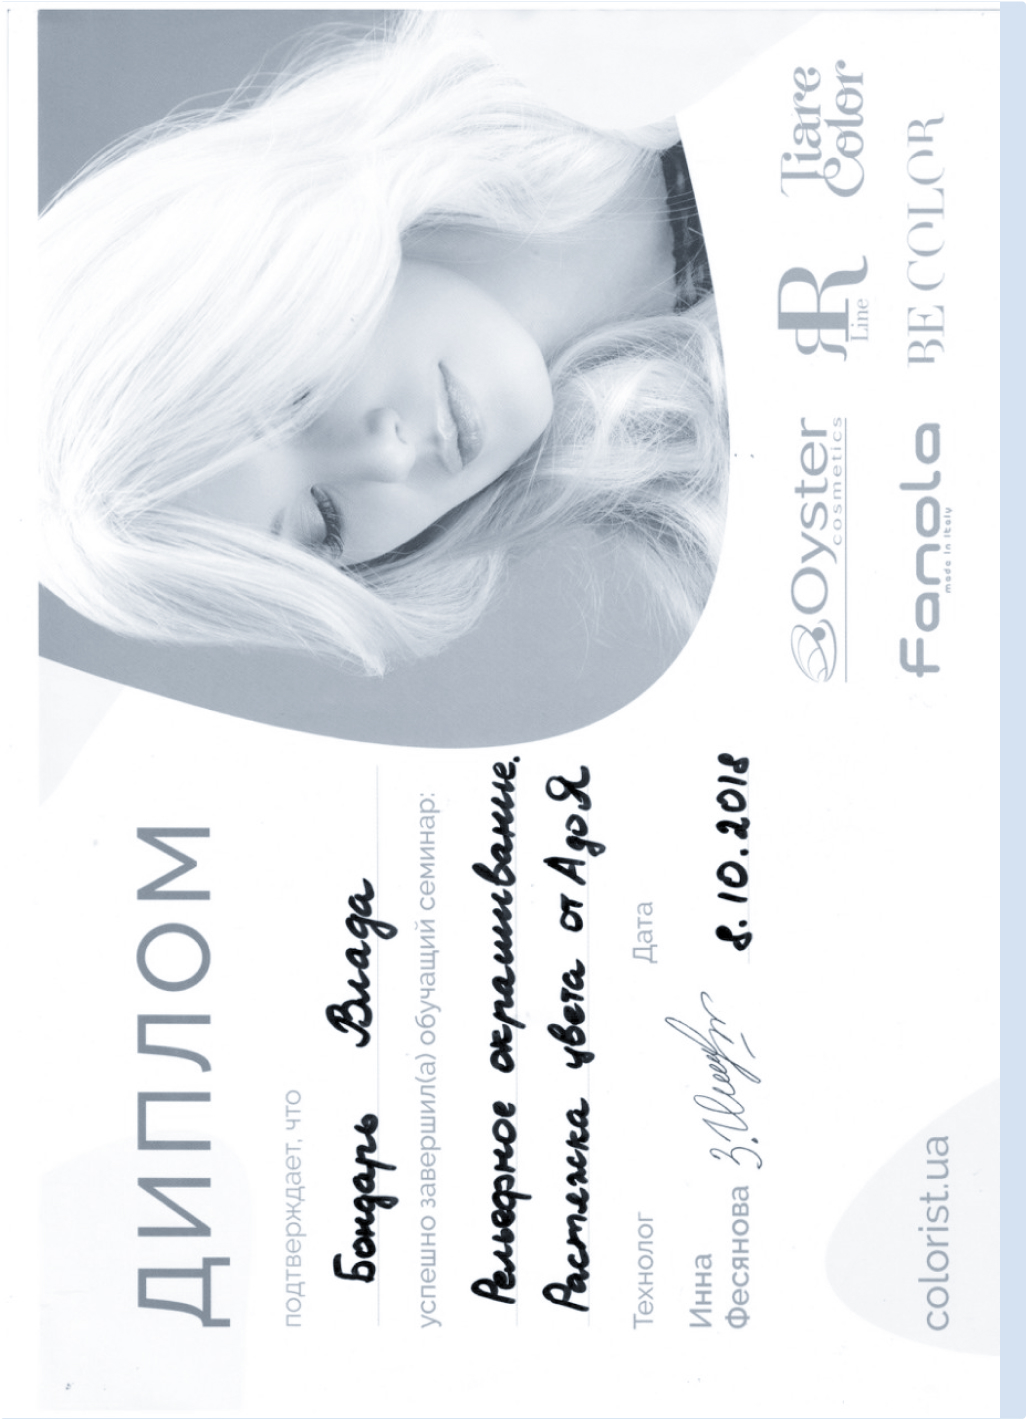 ДИПЛОМ
подтверждает, что
Бондарь Влада
успешно завершил(а) обучащий семинар:
Рельефное окрашивание.
Растяжка цвета от А до Я
Технолог
Дата
Инна
Фесянова
8.10.2018
colorist.ua
Oyster
cosmetics
R Line
Tiare
Color
fanola
made in italy
BE COLOR